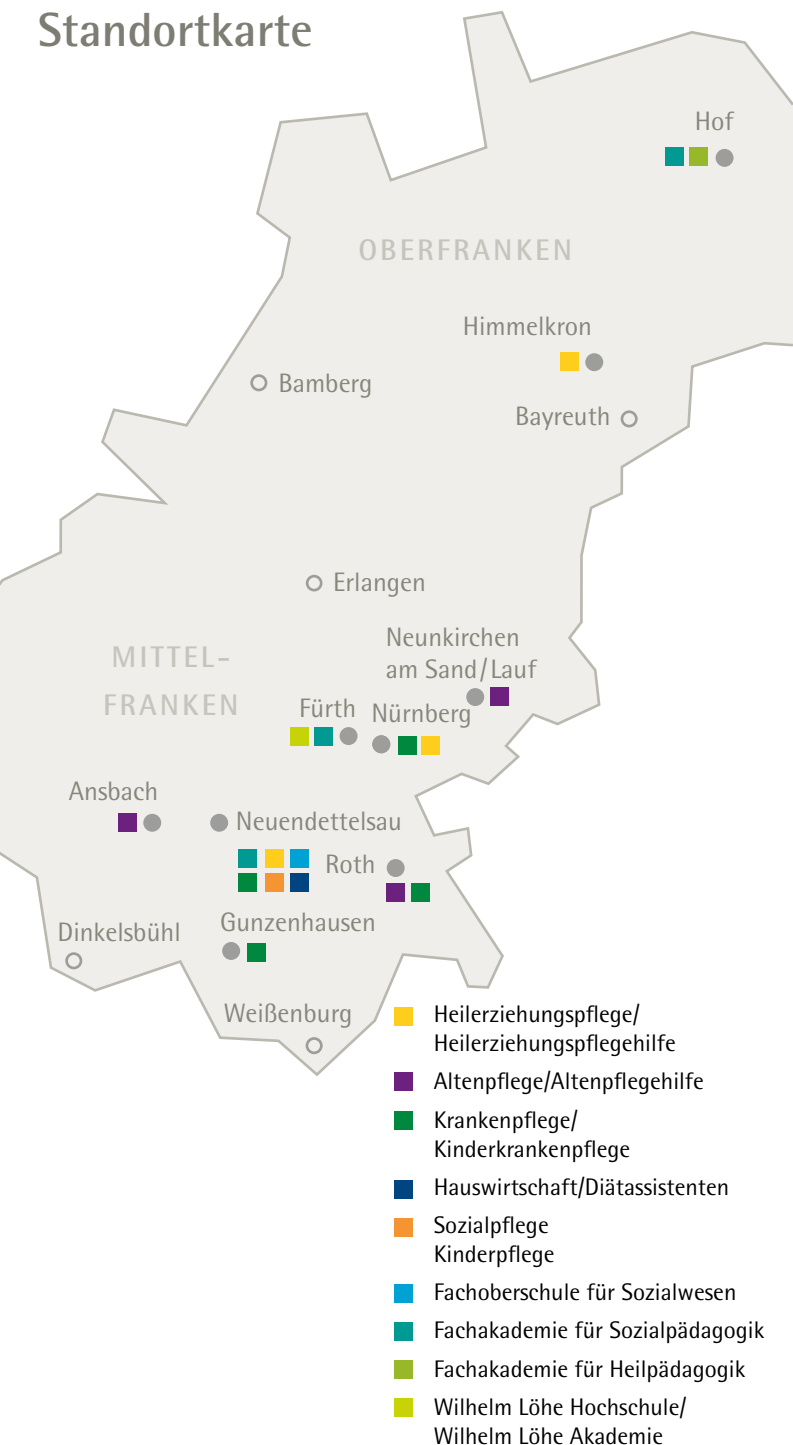 Standortkarte
Hof
OBERFRANKEN
Himmelkron
Bamberg
Bayreuth
Erlangen
Neunkirchen
am Sand/Lauf
MITTEL-
FRANKEN
Fürth
Nürnberg
Ansbach
Neuendettelsau
Roth
Gunzenhausen
Dinkelsbühl
Weißenburg
Heilerziehungspflege/
Heilerziehungspflegehilfe
Altenpflege/Altenpflegehilfe
Krankenpflege/
Kinderkrankenpflege
Hauswirtschaft/Diätassistenten
Sozialpflege
Kinderpflege
Fachoberschule für Sozialwesen
Fachakademie für Sozialpädagogik
Fachakademie für Heilpädagogik
Wilhelm Löhe Hochschule/
Wilhelm Löhe Akademie